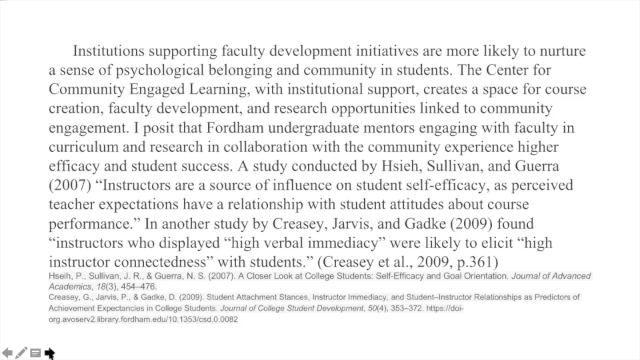 Institutions supporting faculty development initiatives are more likely to nurture
a sense of psychological belonging and community in students. The Center for
Community Engaged Learning, with institutional support, creates a space for course
creation, faculty development, and research opportunities linked to community
engagement. I posit that Fordham undergraduate mentors engaging with faculty in
curriculum and research in collaboration with the community experience higher
efficacy and student success. A study conducted by Hsieh, Sullivan, and Guerra
(2007) “Instructors are a source of influence on student self-efficacy, as perceived
teacher expectations have a relationship with student attitudes about course
performance.” In another study by Creasey, Jarvis, and Gadke (2009) found
“instructors who displayed “high verbal immediacy” were likely to elicit “high
instructor connectedness” with students.” (Creasey et al., 2009, p.361)
Hseih, P., Sullivan, J. R., & Guerra, N. S. (2007). A Closer Look at College Students: Self-Efficacy and Goal Orientation. Journal of Advanced
Academics, 18(3), 454–476.
Creasey, G., Jarvis, P., & Gadke, D. (2009). Student Attachment Stances, Instructor Immediacy, and Student–Instructor Relationships as Predictors of
Achievement Expectancies in College Students. Journal of College Student Development, 50(4), 353–372. https://doi-
org.avoserv2.library.fordham.edu/10.1353/csd.0.0082